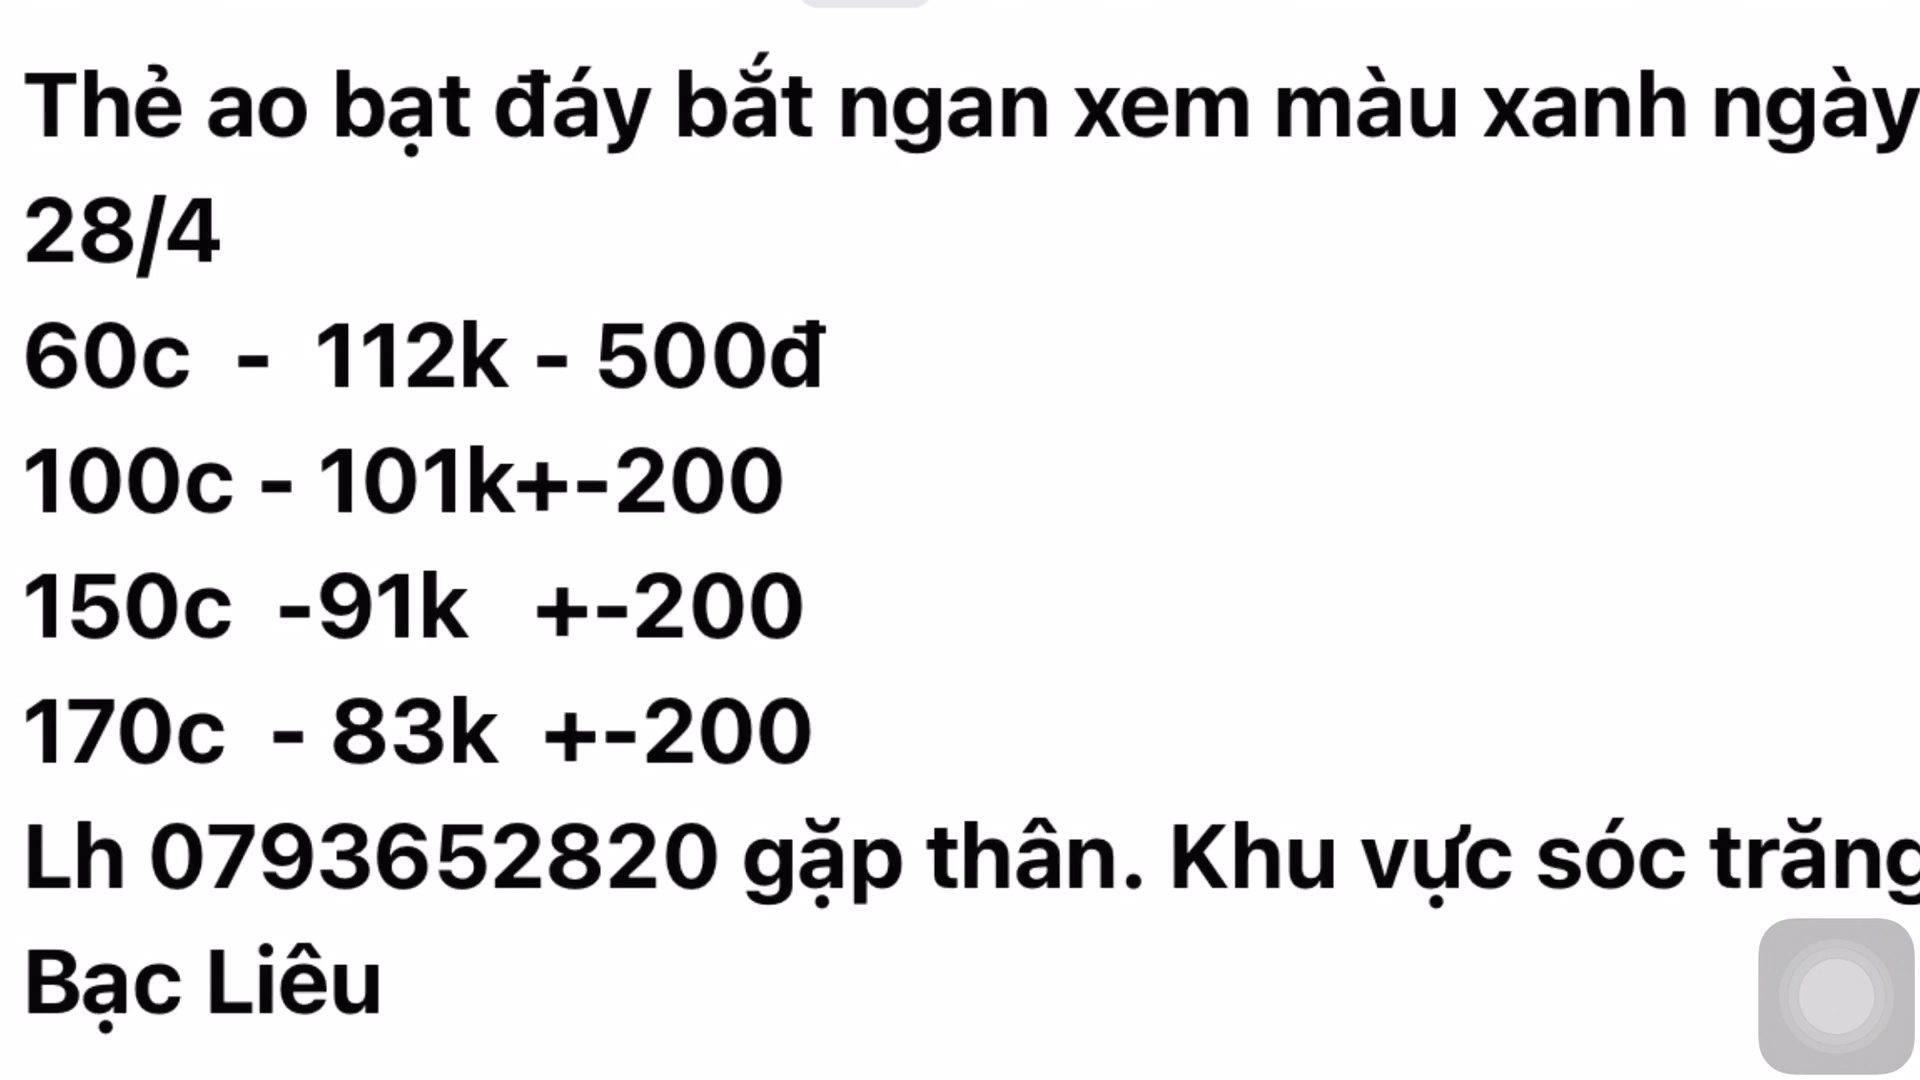 Thẻ ao bạt đáy bắt ngan xem màu xanh ngày
28/4
60c - 112k - 500đ
100c - 101k+-200
150c -91k +-200
170c - 83k +-200
Lh 0793652820 gặp thân. Khu vực sóc trăng
Bạc Liêu